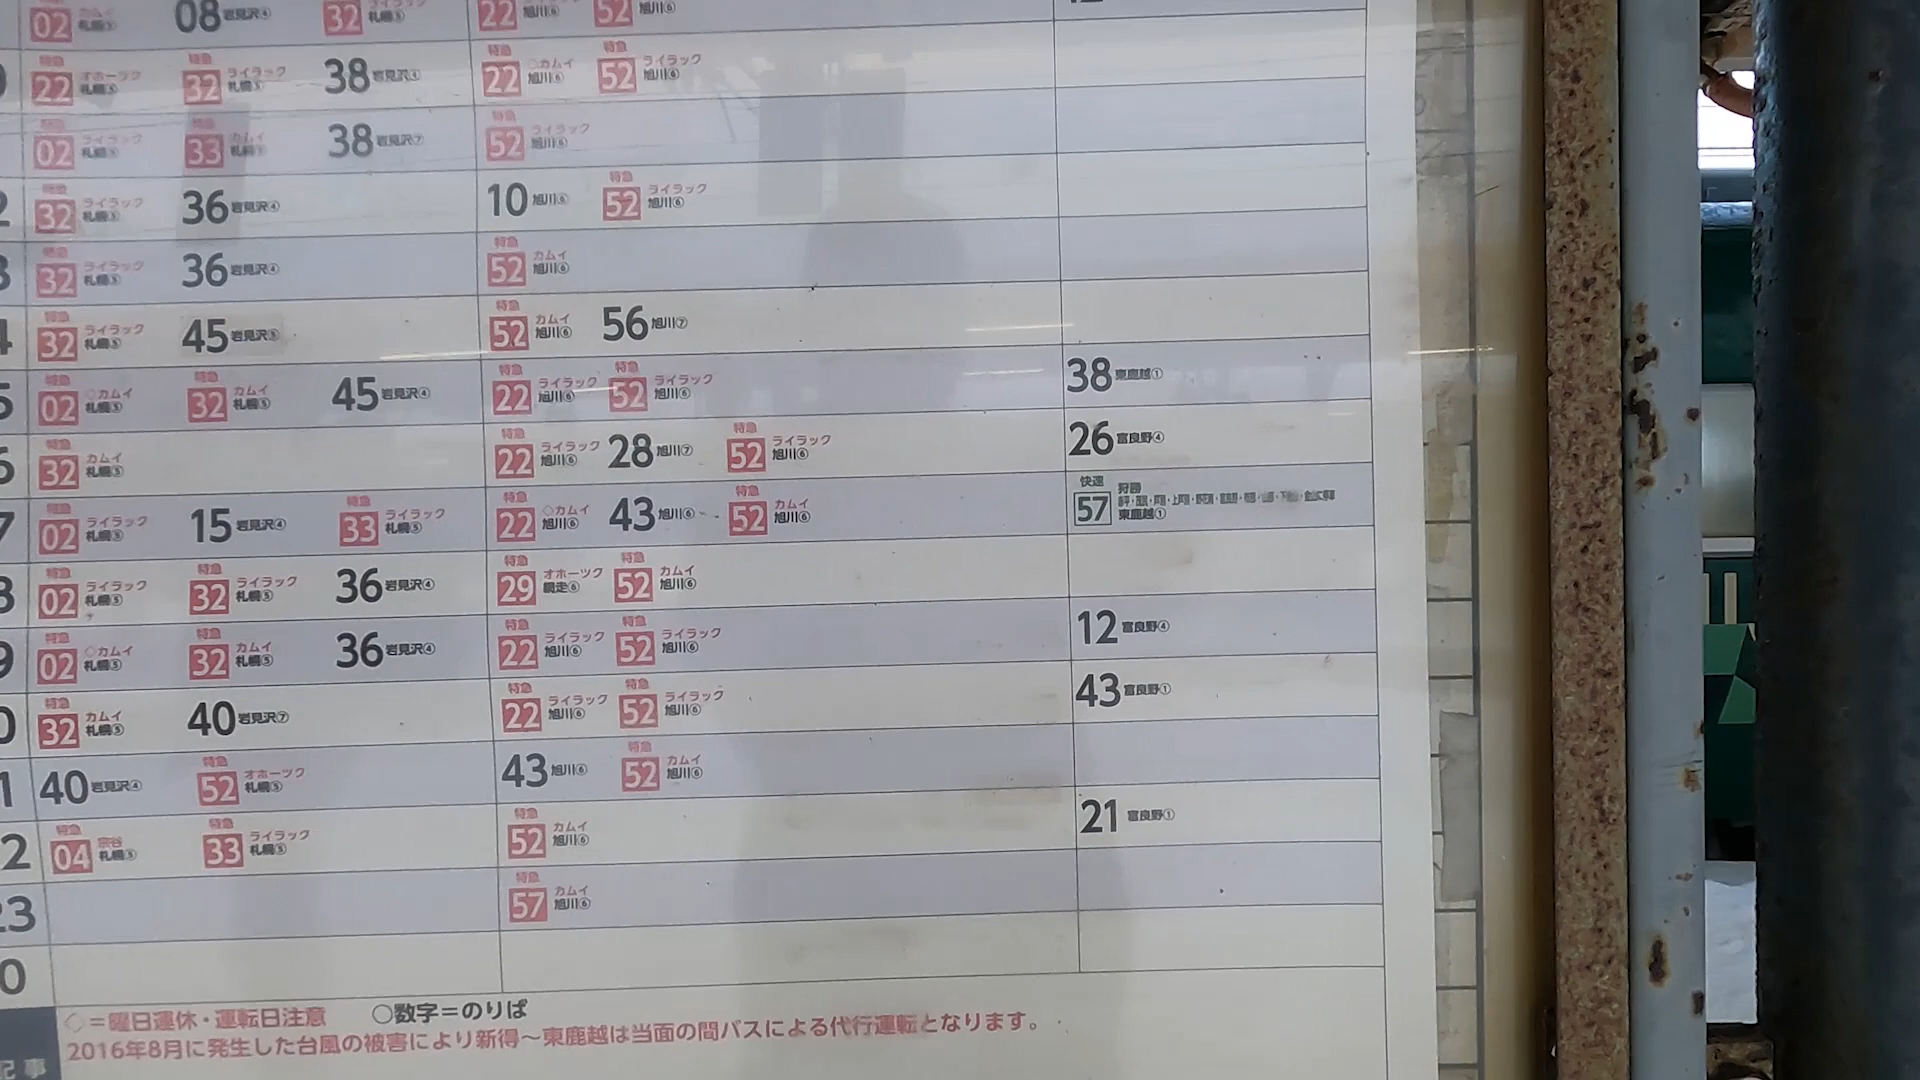 02 カムイ 札幌⑤ 08 岩見沢④ 32 ライラック 札幌⑤ 22 旭川⑥ 52 旭川⑥
特急 22 オホーツク 札幌⑤ 特急 32 ライラック 札幌⑤ 38 岩見沢④ 特急 22 ◇カムイ 旭川⑥ 特急 52 ライラック 旭川⑥
特急 02 ライラック 札幌⑤ 特急 33 カムイ 札幌⑤ 38 岩見沢⑦ 特急 52 ライラック 旭川⑥
2 特急 32 ライラック 札幌⑤ 36 岩見沢④ 10 旭川⑥ 特急 52 ライラック 旭川⑥
3 特急 32 ライラック 札幌⑤ 36 岩見沢④ 特急 52 カムイ 旭川⑥
4 特急 32 ライラック 札幌⑤ 45 岩見沢⑤ 特急 52 カムイ 旭川⑥ 56 旭川⑦
5 特急 02 ◇カムイ 札幌⑤ 特急 32 カムイ 札幌⑤ 45 岩見沢④ 特急 22 ライラック 旭川⑥ 特急 52 ライラック 旭川⑥ 38 東鹿越①
6 特急 32 カムイ 札幌⑤ 特急 22 ライラック 旭川⑥ 28 旭川⑦ 特急 52 ライラック 旭川⑥ 26 富良野④
7 特急 02 ライラック 札幌⑤ 15 岩見沢④ 特急 33 ライラック 札幌⑤ 特急 22 ◇カムイ 旭川⑥ 43 旭川⑥ 特急 52 カムイ 旭川⑥ 快速 57 狩勝 東鹿越①
8 特急 02 ライラック 札幌⑤ 特急 32 ライラック 札幌⑤ 36 岩見沢④ 特急 29 オホーツク 網走⑥ 特急 52 カムイ 旭川⑥
9 特急 02 ◇カムイ 札幌⑤ 特急 32 カムイ 札幌⑤ 36 岩見沢④ 特急 22 ライラック 旭川⑥ 特急 52 ライラック 旭川⑥ 12 富良野④
0 特急 32 カムイ 札幌⑤ 40 岩見沢⑦ 特急 22 ライラック 旭川⑥ 特急 52 ライラック 旭川⑥ 43 富良野①
1 40 岩見沢④ 特急 52 オホーツク 札幌⑤ 43 旭川⑥ 特急 52 カムイ 旭川⑥
2 特急 04 宗谷 札幌⑤ 特急 33 ライラック 札幌⑤ 特急 52 カムイ 旭川⑥ 21 富良野①
23 特急 57 カムイ 旭川⑥
0
◇=曜日運休・運転日注意 ○数字=のりば
記事 2016年8月に発生した台風の被害により新得～東鹿越は当面の間バスによる代行運転となります。